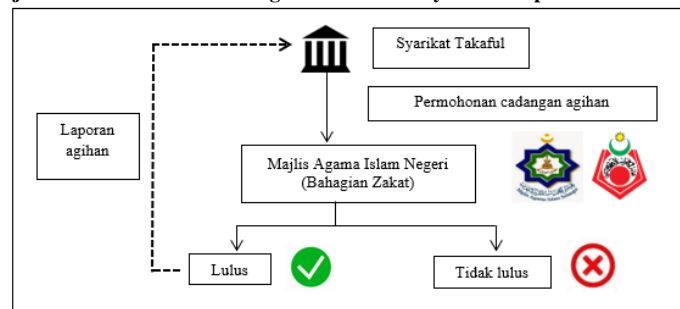 Syarikat Takaful
Permohonan cadangan agihan
Laporan
agihan
Majlis Agama Islam Negeri
(Bahagian Zakat)
Lulus
Tidak lulus